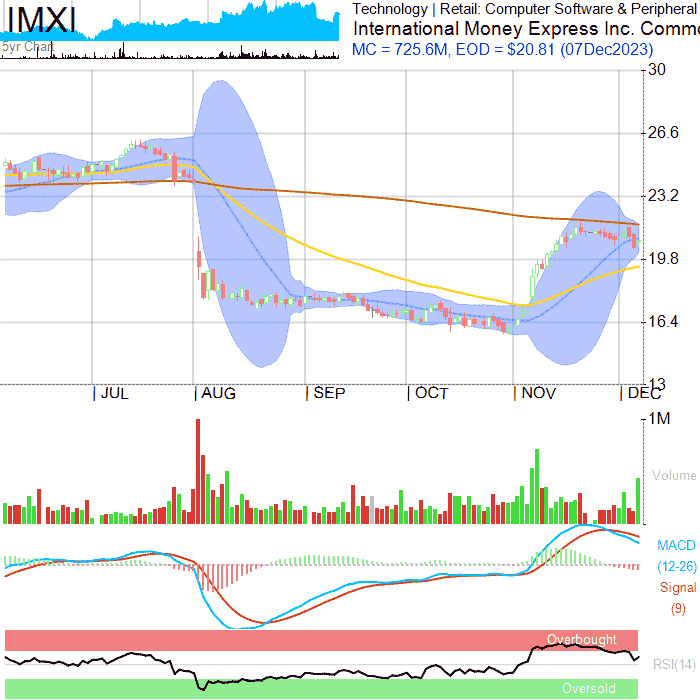 IMXI
5yr Chart
Technology | Retail: Computer Software & Peripheral
International Money Express Inc. Commo
MC = 725.6M, EOD = $20.81 (07Dec2023)
30
26.6
23.2
19.8
16.4
13
JUL AUG SEP OCT NOV DEC
1M
Volume
MACD
(12-26)
Signal
(9)
Overbought
RSI(14)
Oversold